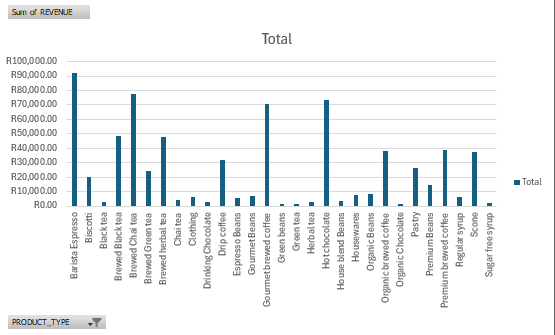 Sum of REVENUE
Total
R100,000.00
R90,000.00
R80,000.00
R70,000.00
R60,000.00
R50,000.00
R40,000.00
R30,000.00
R20,000.00
R10,000.00
R0.00
Barista Espresso
Biscotti
Black tea
Brewed Black tea
Brewed Chai tea
Brewed Green tea
Brewed herbal tea
Chai tea
Clothing
Drinking Chocolate
Drip coffee
Espresso Beans
Gourmet Beans
Gourmet brewed coffee
Green beans
Green tea
Herbal tea
Hot chocolate
House blend Beans
Housewares
Organic Beans
Organic brewed coffee
Organic Chocolate
Pastry
Premium Beans
Premium brewed coffee
Regular syrup
Scone
Sugar free syrup
Total
PRODUCT_TYPE